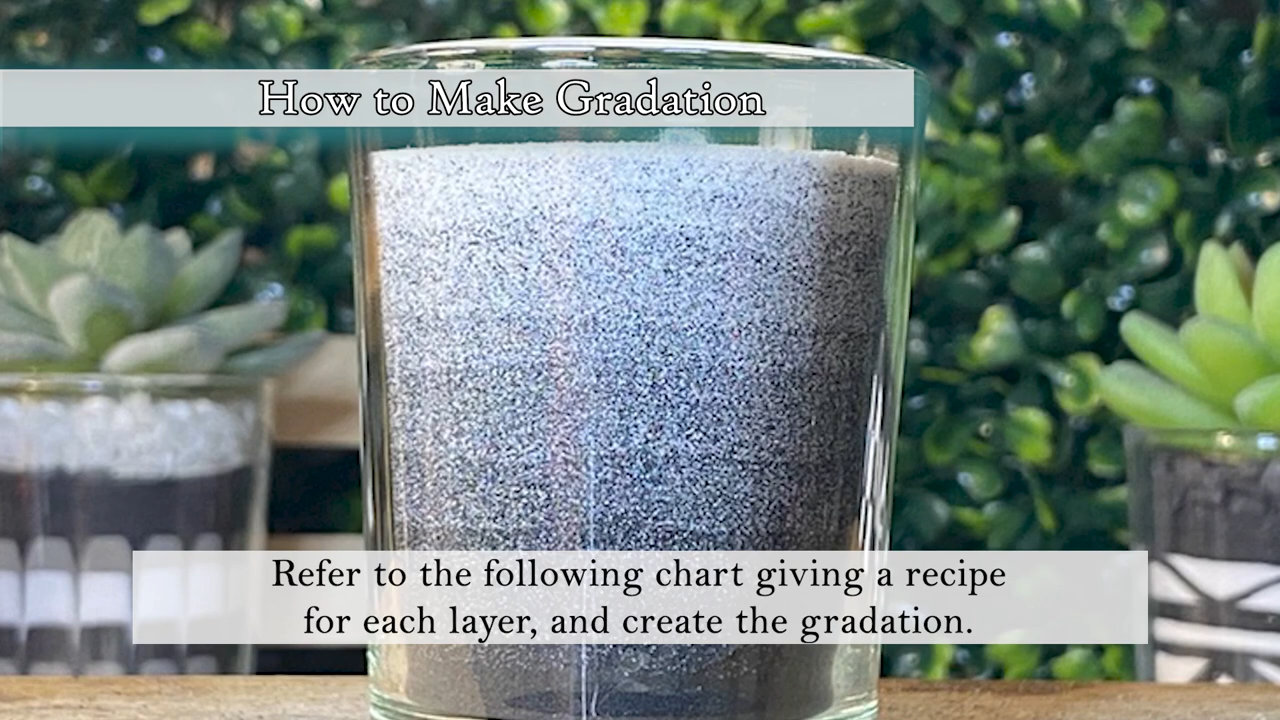 How to Make Gradation
Refer to the following chart giving a recipe
for each layer, and create the gradation.